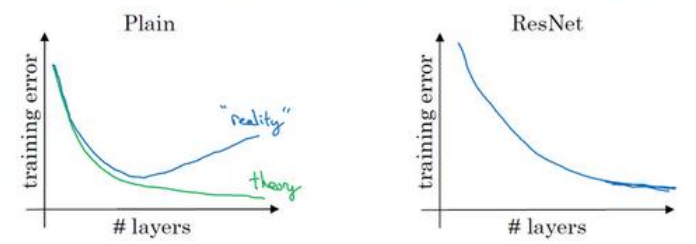 Plain
training error
"reality"
theory
# layers
ResNet
training error
# layers